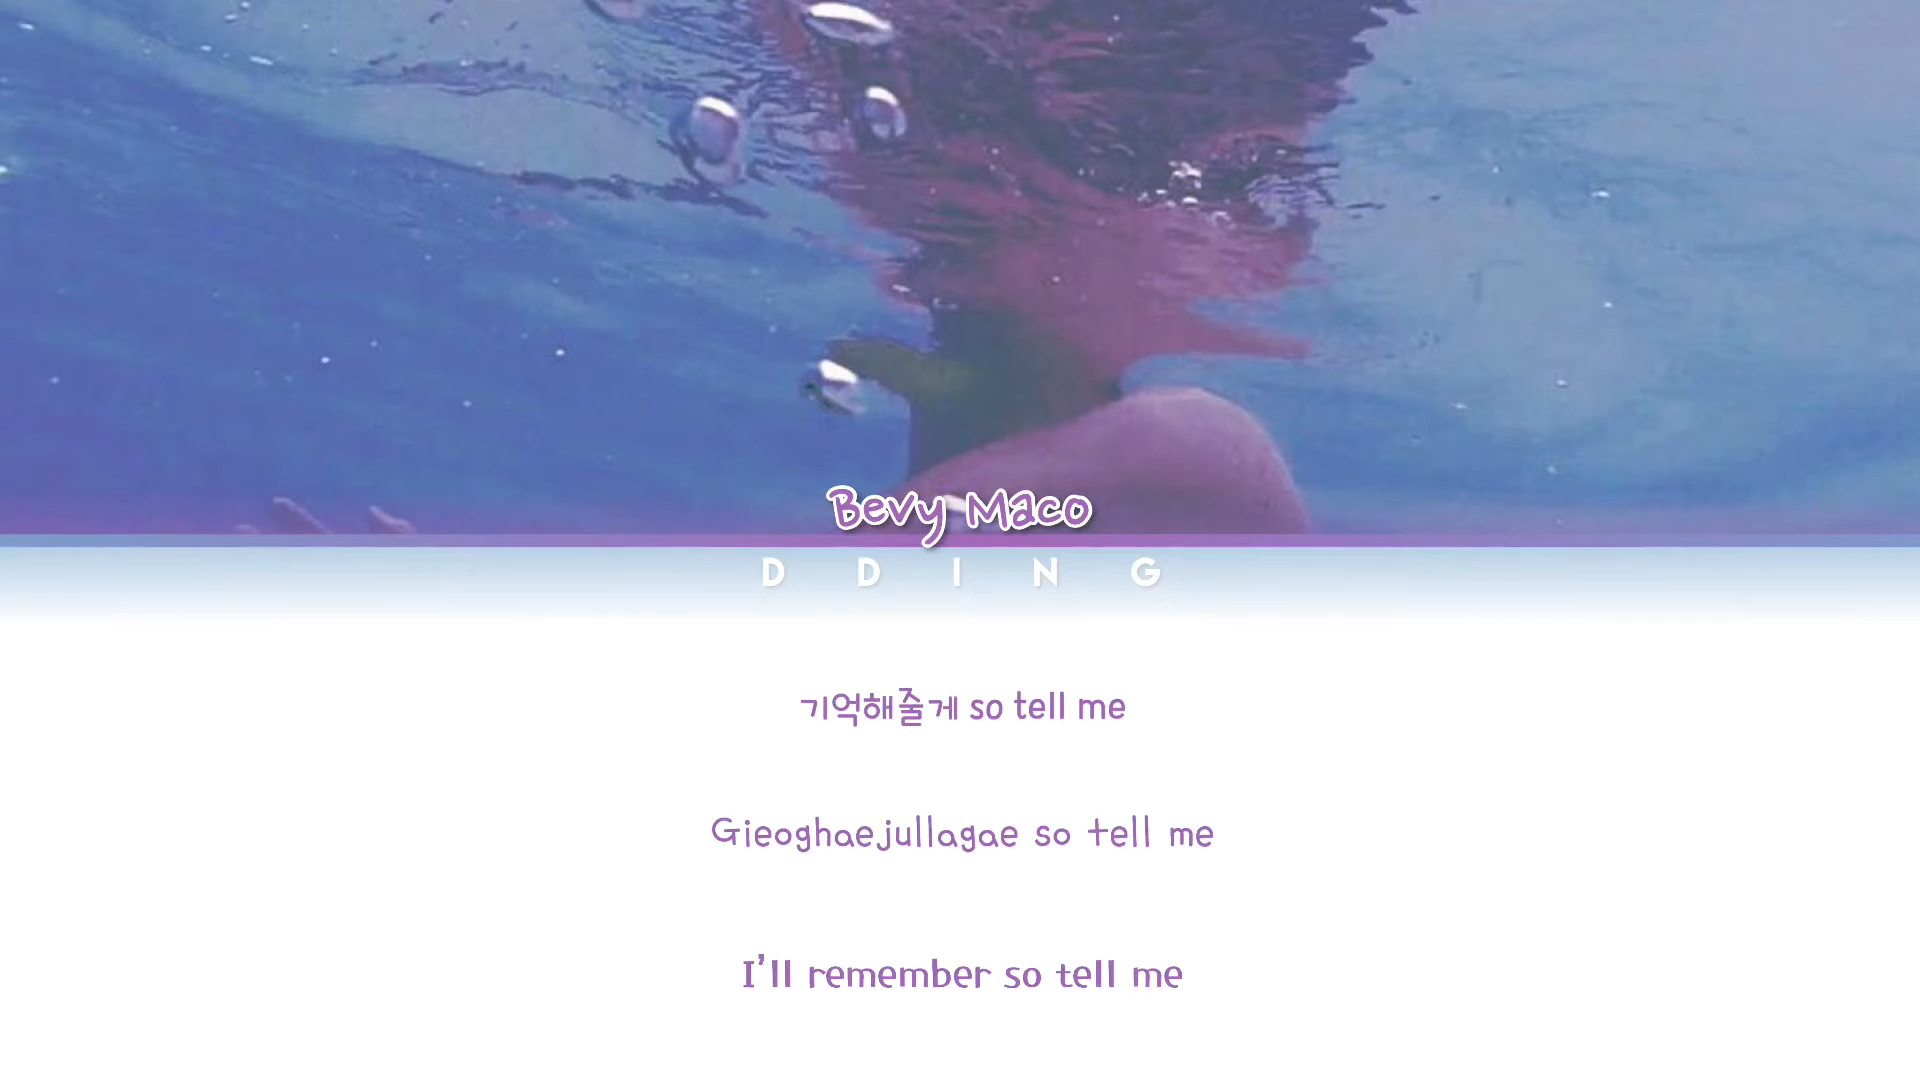 Bevy Maco
D D I N G
기억해줄게 so tell me
Gieoghaejullagae so tell me
I'll remember so tell me